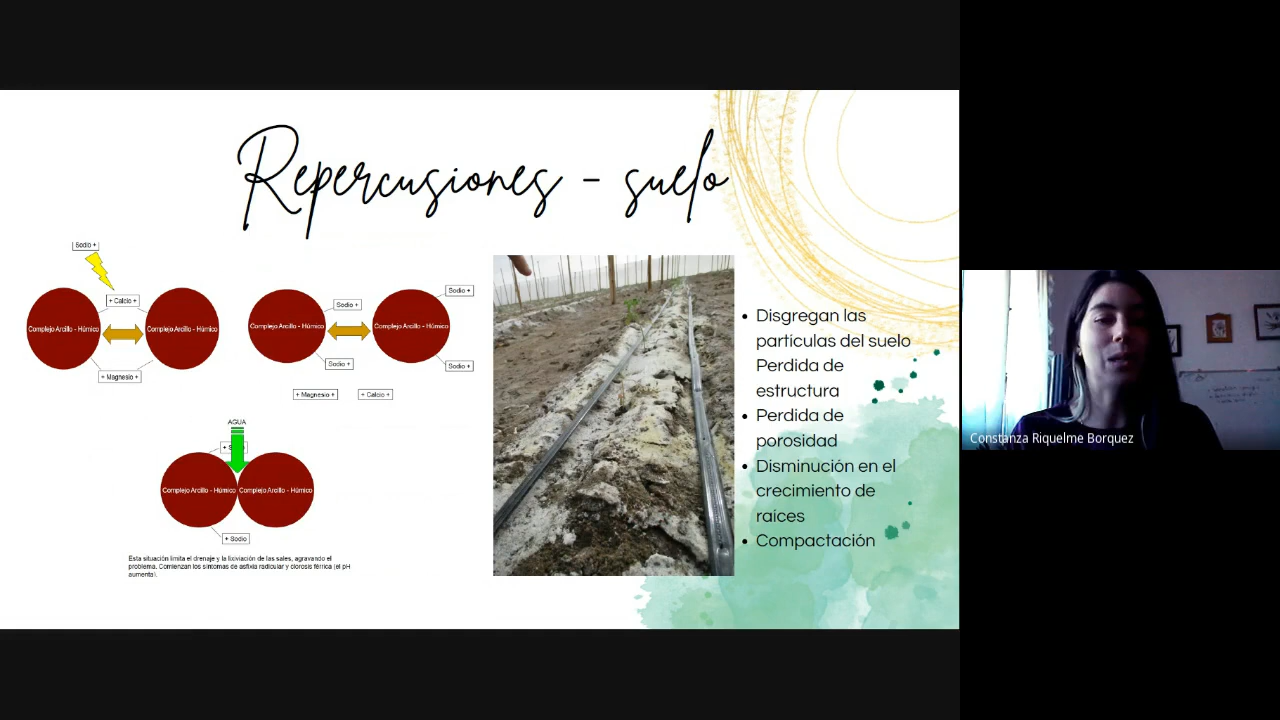 Repercusiones - suelo
Sodio +
+ Calcio +
Complejo Arcillo - Húmico
Complejo Arcillo - Húmico
+ Magnesio +
Sodio +
Sodio +
Complejo Arcillo - Húmico
Complejo Arcillo - Húmico
Sodio +
Sodio +
+ Magnesio +
+ Calcio +
AGUA
+ S
Complejo Arcillo - Húmico
Complejo Arcillo - Húmico
+ Sodio
Esta situación limita el drenaje y la lixiviación de las sales, agravando el
problema. Comienzan los síntomas de asfixia radicular y clorosis férrica (el pH
aumenta).
• Disgregan las
particulas del suelo
Perdida de
estructura
• Perdida de
porosidad
• Disminución en el
crecimiento de
raíces
• Compactación
Constanza Riquelme Borquez